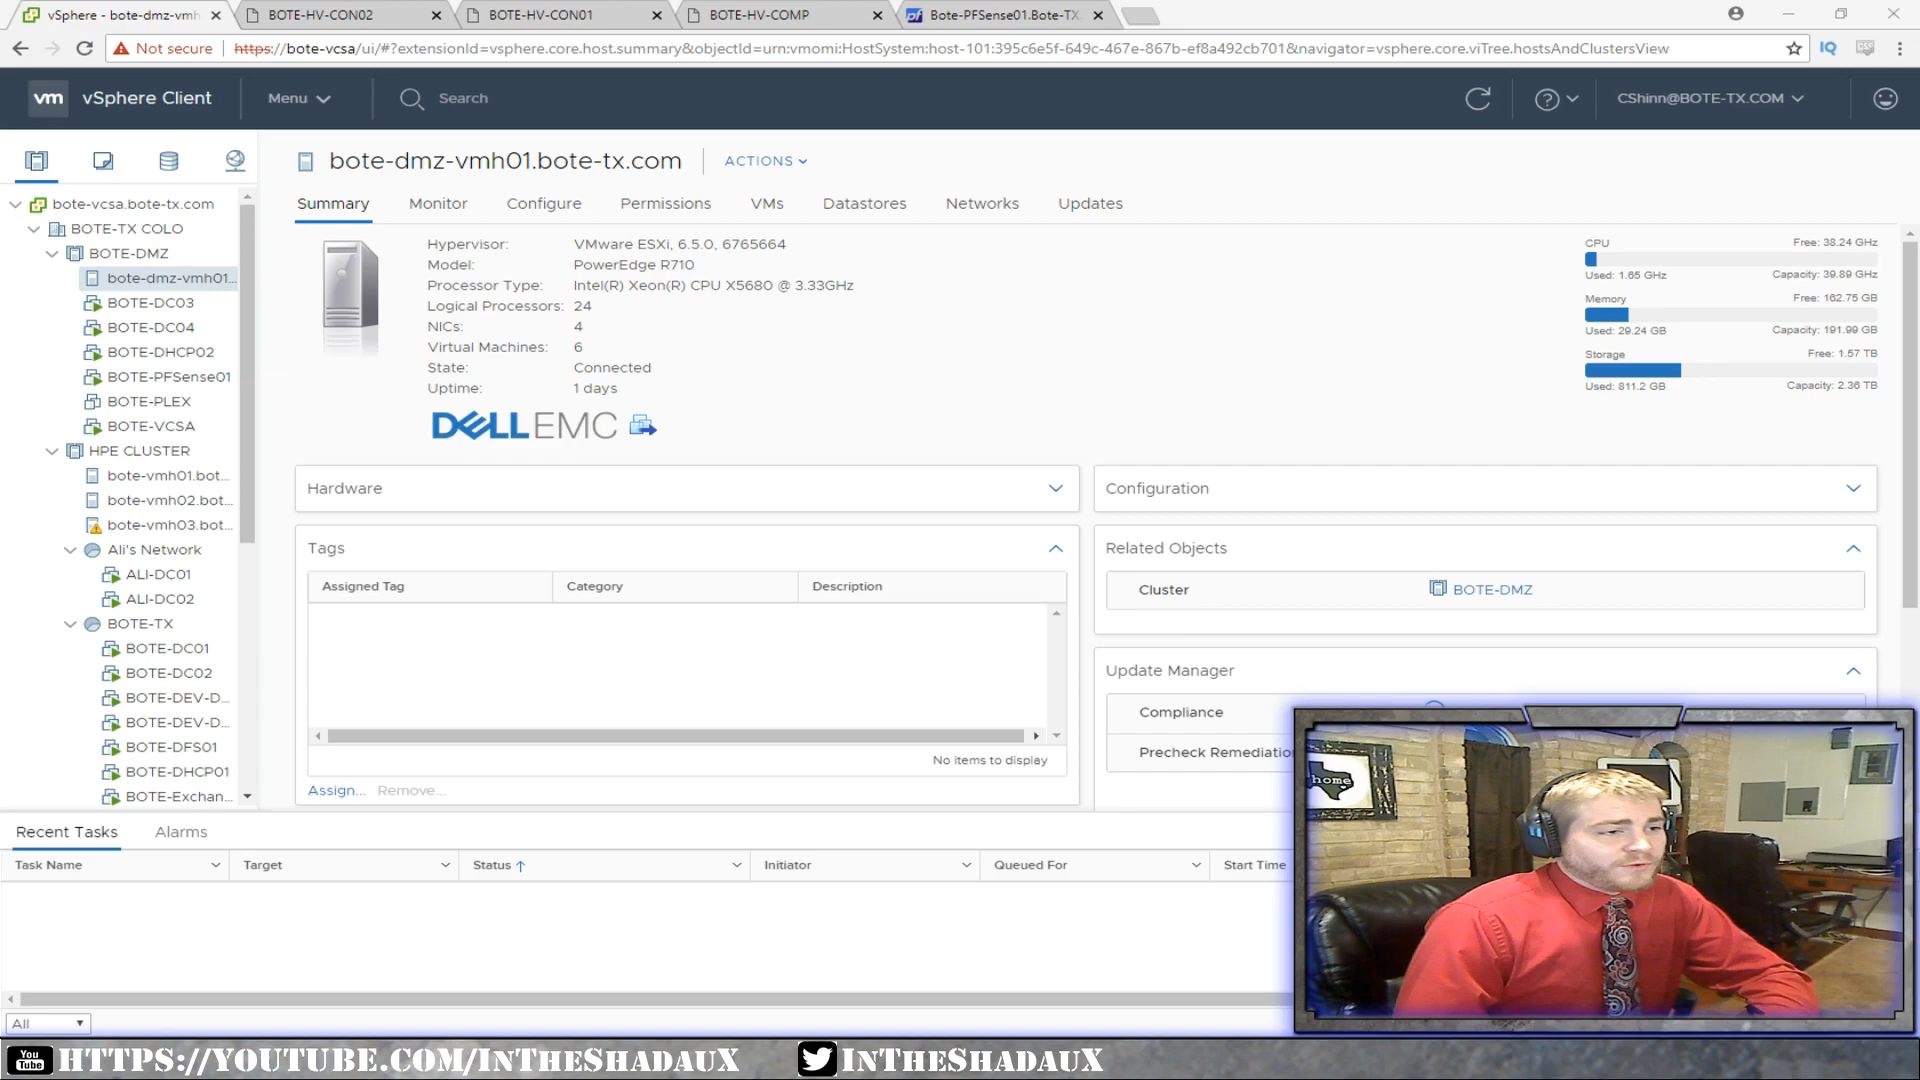 vSphere - bote-dmz-vmh
BOTE-HV-CON02
BOTE-HV-CON01
BOTE-HV-COMP
Bote-PFSense01.Bote-TX
Not secure
https://bote-vcsa/ui/#?extensionId=vsphere.core.host.summary&objectId=urn:vmomi:HostSystem:host-101:395c6e5f-649c-467e-867b-ef8a492cb701&navigator=vsphere.core.viTree.hostsAndClustersView
IQ
vm vSphere Client
Menu
Search
CShinn@BOTE-TX.COM
bote-vcsa.bote-tx.com
BOTE-TX COLO
BOTE-DMZ
bote-dmz-vmh01...
BOTE-DC03
BOTE-DC04
BOTE-DHCP02
BOTE-PFSense01
BOTE-PLEX
BOTE-VCSA
HPE CLUSTER
bote-vmh01.bot...
bote-vmh02.bot...
bote-vmh03.bot...
Ali's Network
ALI-DC01
ALI-DC02
BOTE-TX
BOTE-DC01
BOTE-DC02
BOTE-DEV-D...
BOTE-DEV-D...
BOTE-DFS01
BOTE-DHCP01
BOTE-Exchan...
bote-dmz-vmh01.bote-tx.com
ACTIONS
Summary Monitor Configure Permissions VMs Datastores Networks Updates
Hypervisor: VMware ESXi, 6.5.0, 6765664
Model: PowerEdge R710
Processor Type: Intel(R) Xeon(R) CPU X5680 @ 3.33GHz
Logical Processors: 24
NICs: 4
Virtual Machines: 6
State: Connected
Uptime: 1 days
DELLEMC
CPU Free: 38.24 GHz
Used: 1.65 GHz Capacity: 39.89 GHz
Memory Free: 162.75 GB
Used: 29.24 GB Capacity: 191.99 GB
Storage Free: 1.57 TB
Used: 811.2 GB Capacity: 2.36 TB
Hardware
Configuration
Tags
Assigned Tag Category Description
No items to display
Assign... Remove...
Related Objects
Cluster BOTE-DMZ
Update Manager
Compliance
Precheck Remediatio
home
Recent Tasks Alarms
Task Name Target Status Initiator Queued For Start Time
All
You Tube HTTPS://YOUTUBE.COM/INTHESHADAUX
INTHESHADAUX